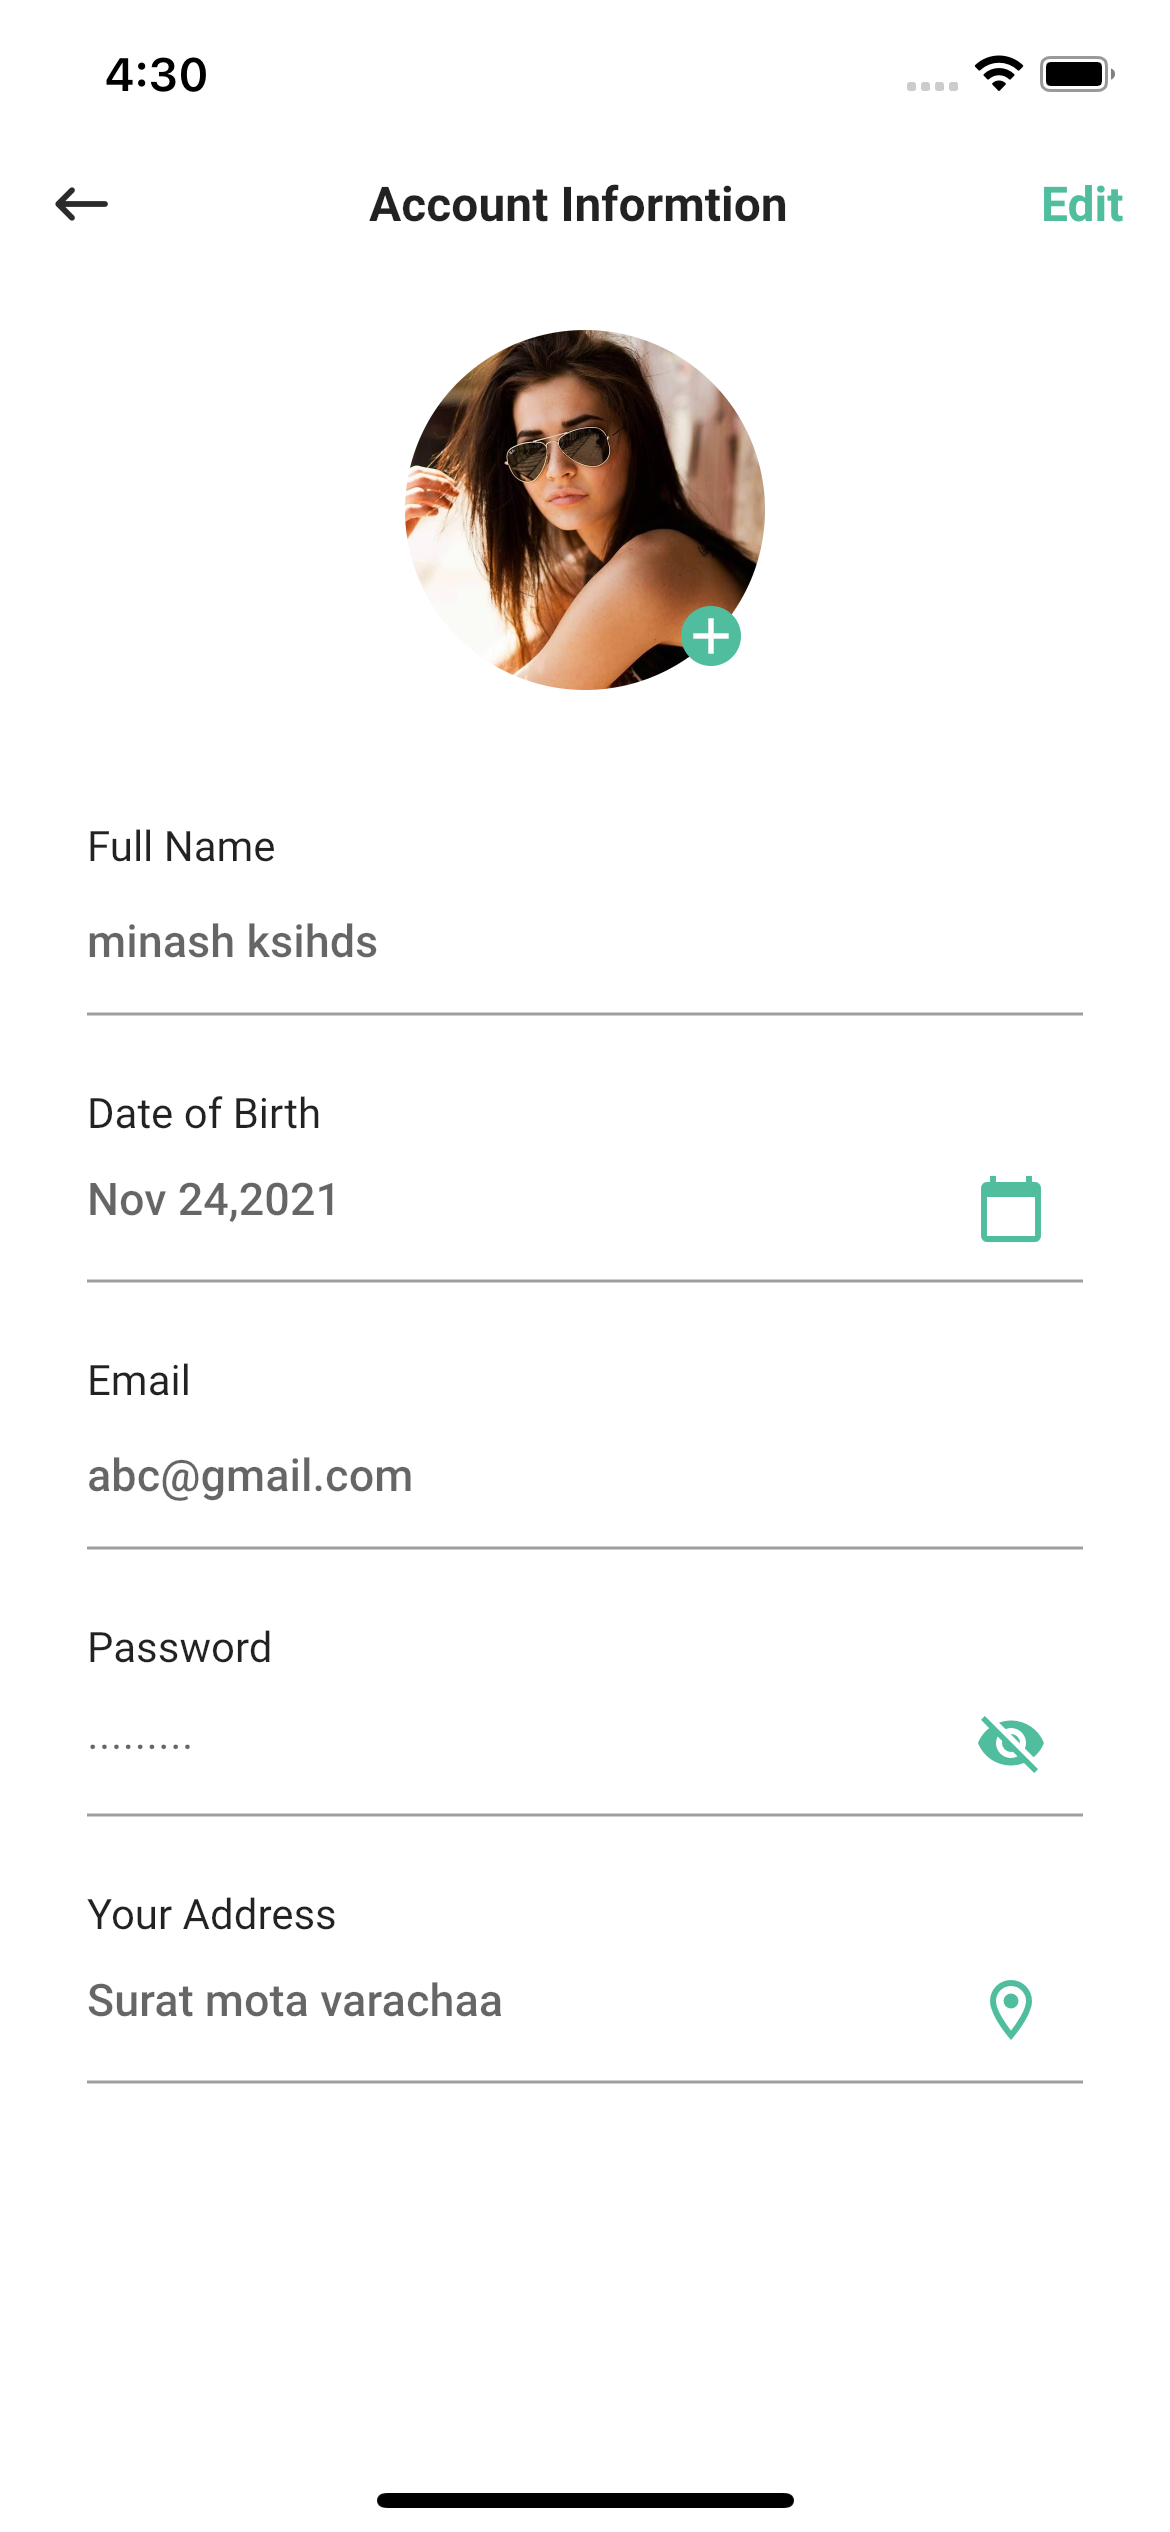 4:30
Account Informtion
Edit
Full Name
minash ksihds
Date of Birth
Nov 24,2021
Email
abc@gmail.com
Password
.........
Your Address
Surat mota varachaa